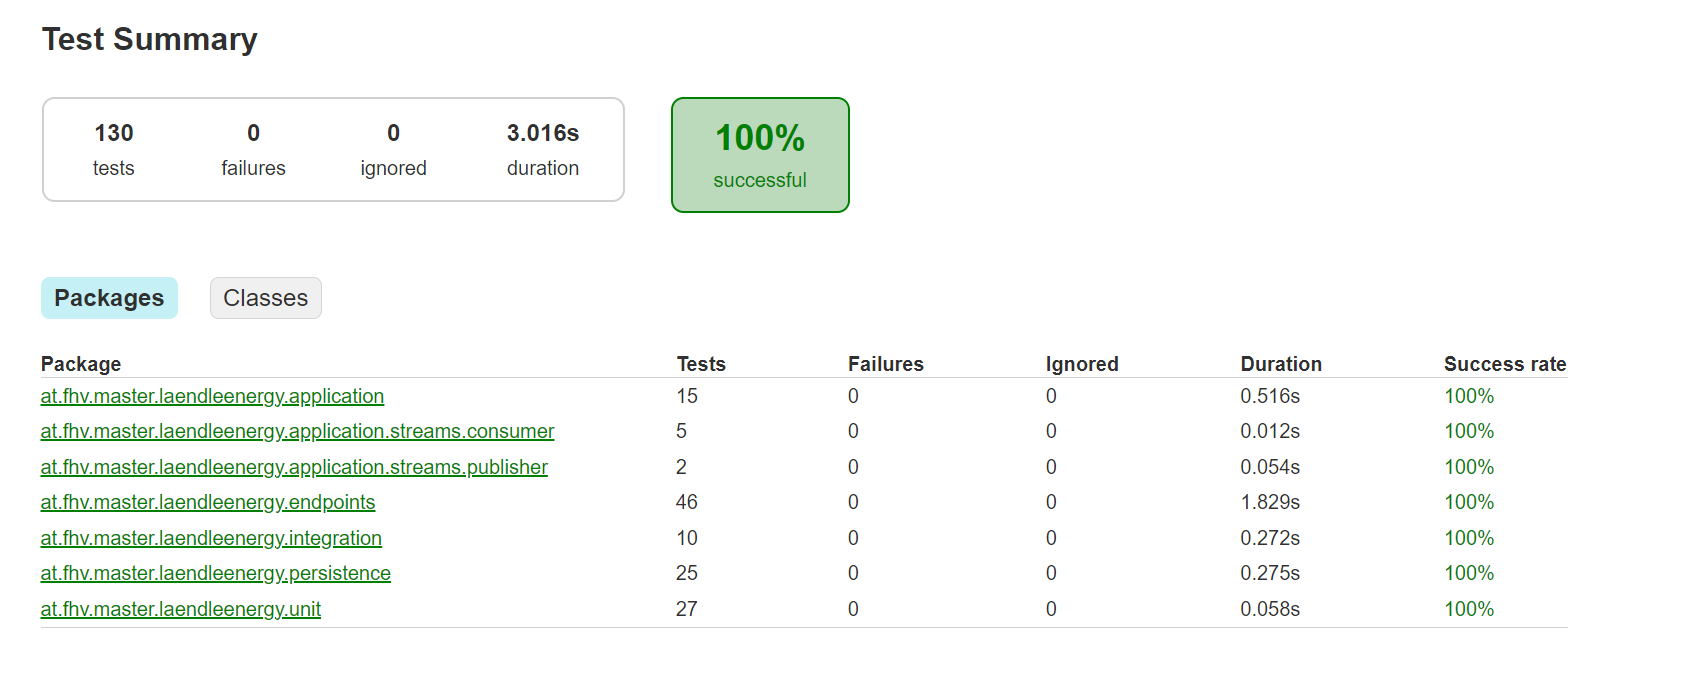 Test Summary
130 0 0 3.016s
tests failures ignored duration
100%
successful
Packages Classes
Package Tests Failures Ignored Duration Success rate
at.fhv.master.laendleenergy.application 15 0 0 0.516s 100%
at.fhv.master.laendleenergy.application.streams.consumer 5 0 0 0.012s 100%
at.fhv.master.laendleenergy.application.streams.publisher 2 0 0 0.054s 100%
at.fhv.master.laendleenergy.endpoints 46 0 0 1.829s 100%
at.fhv.master.laendleenergy.integration 10 0 0 0.272s 100%
at.fhv.master.laendleenergy.persistence 25 0 0 0.275s 100%
at.fhv.master.laendleenergy.unit 27 0 0 0.058s 100%